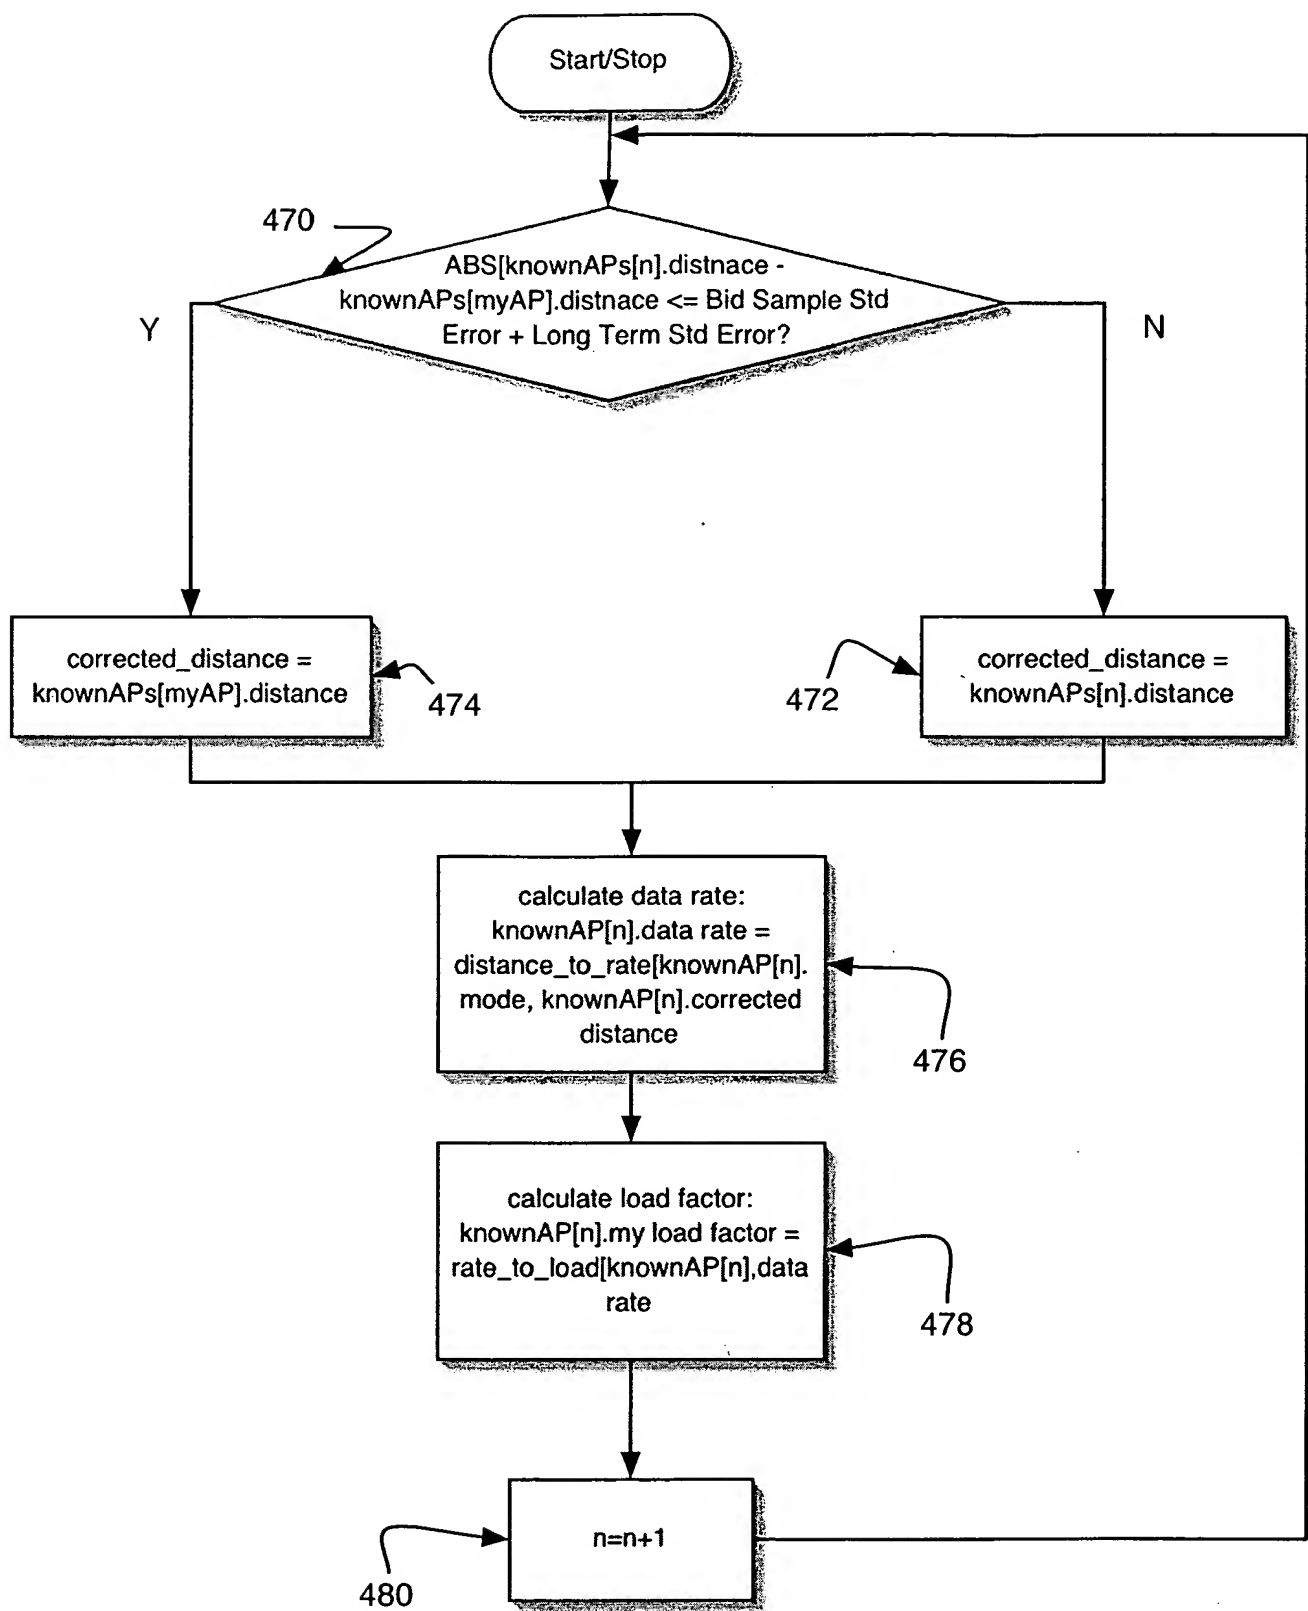 Start/Stop
470
ABS[knownAPs[n].distnace -
knownAPs[myAP].distnace <= Bid Sample Std
Error + Long Term Std Error?
Y
N
corrected_distance =
knownAPs[myAP].distance
474
472
corrected_distance =
knownAPs[n].distance
calculate data rate:
knownAP[n].data rate =
distance_to_rate[knownAP[n].
mode, knownAP[n].corrected
distance
476
calculate load factor:
knownAP[n].my load factor =
rate_to_load[knownAP[n],data
rate
478
n=n+1
480